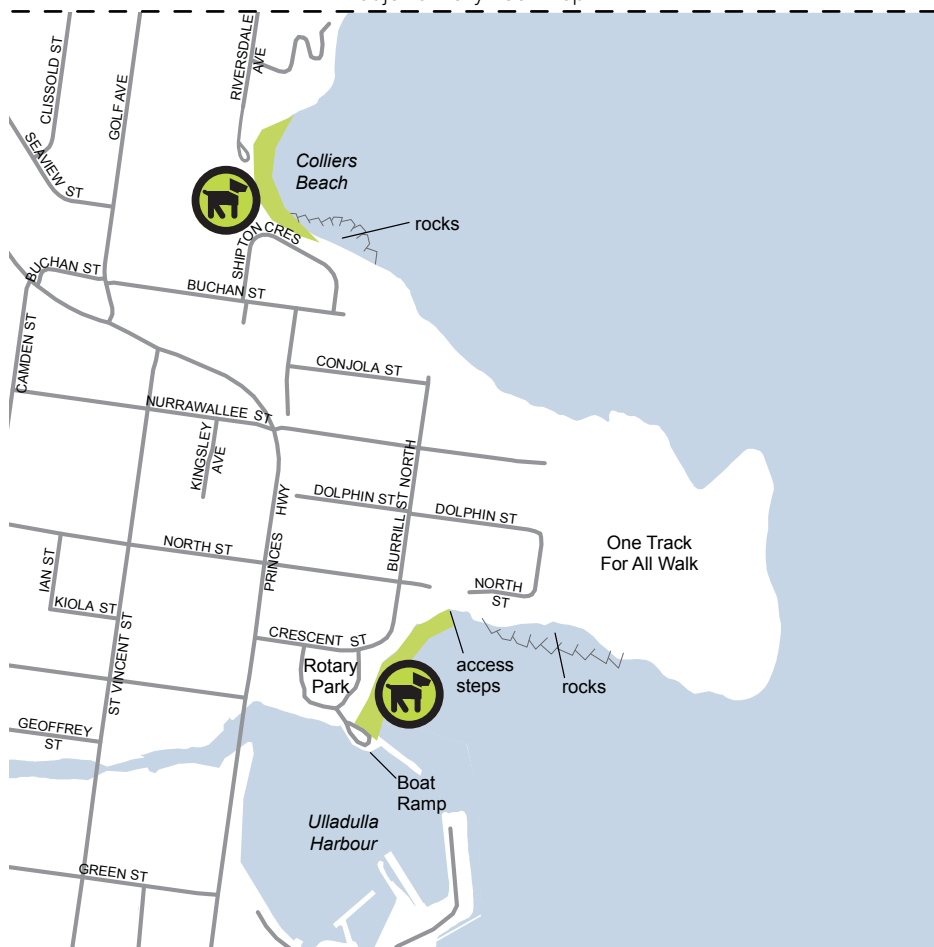 CLISSOLD ST
GOLF AVE
RIVERSDALE
AVE
SEAVIEW ST
Colliers
Beach
rocks
SHIPTON CRES
BUCHAN ST
BUCHAN ST
CAMDEN ST
CONJOLA ST
NURRAWALLEE ST
KINGSLEY
AVE
PRINCES HWY
DOLPHIN ST
DOLPHIN ST
BURRILL ST NORTH
NORTH ST
One Track
For All Walk
IAN ST
KIOLA ST
NORTH
ST
ST VINCENT ST
CRESCENT ST
Rotary
Park
access
steps
rocks
GEOFFREY
ST
Boat
Ramp
Ulladulla
Harbour
GREEN ST